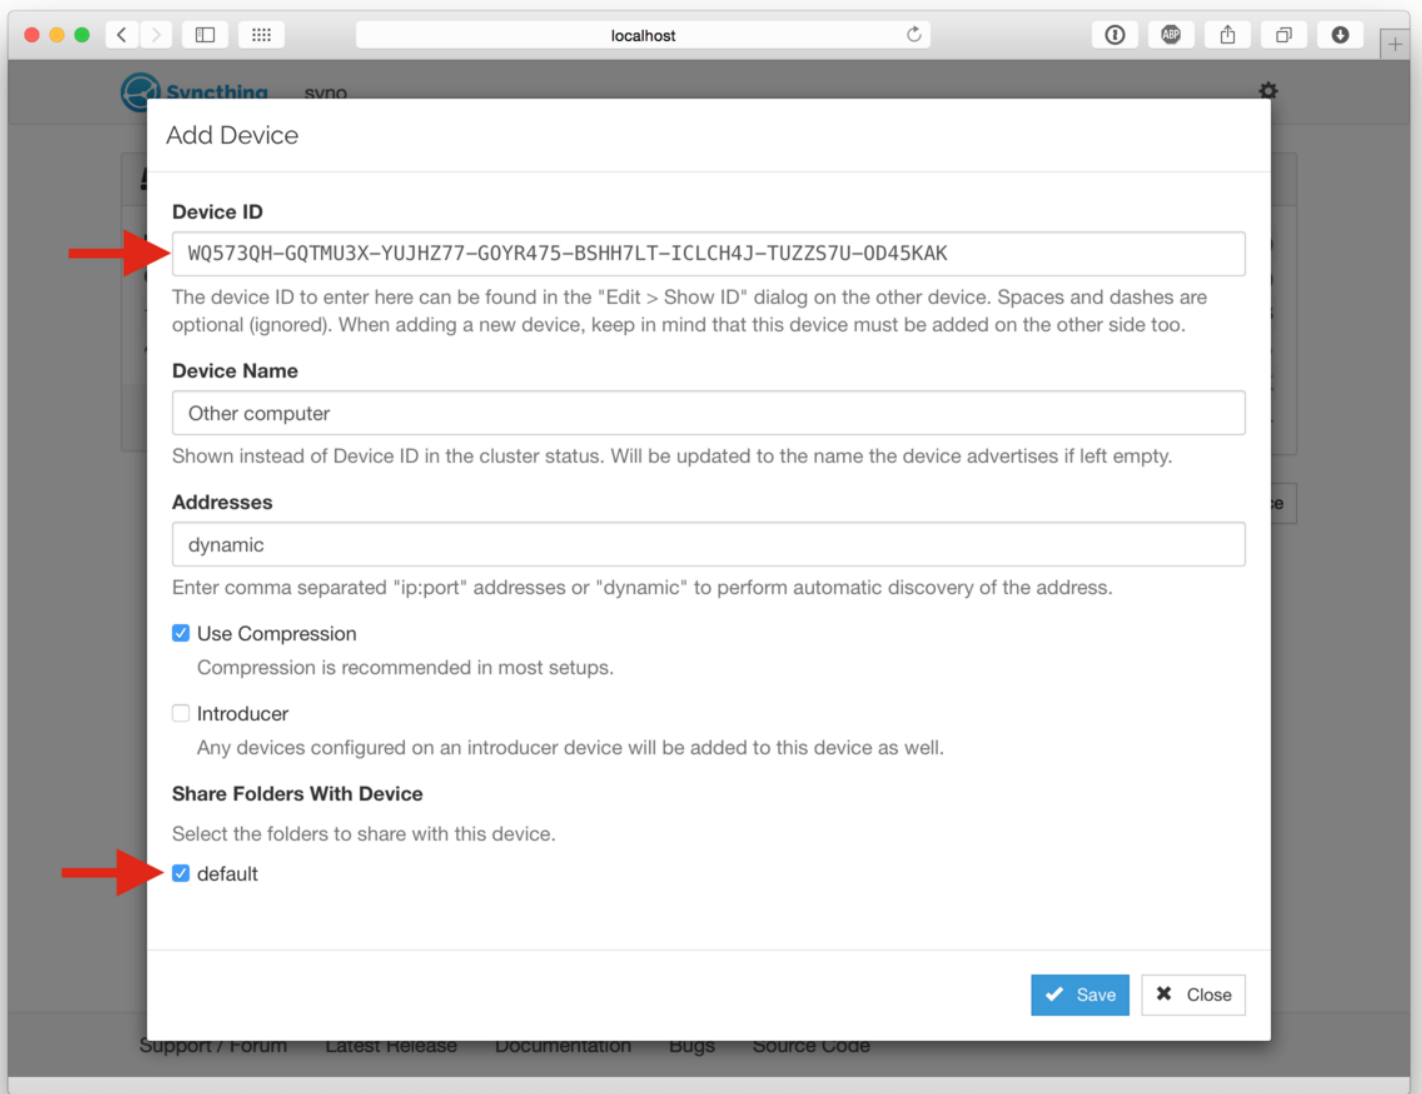 localhost
ABP
Syncthing syno
Add Device
Device ID
WQ573QH-GQTMU3X-YUJHZ77-GOYR475-BSHH7LT-ICLCH4J-TUZZS7U-OD45KAK
The device ID to enter here can be found in the "Edit > Show ID" dialog on the other device. Spaces and dashes are
optional (ignored). When adding a new device, keep in mind that this device must be added on the other side too.
Device Name
Other computer
Shown instead of Device ID in the cluster status. Will be updated to the name the device advertises if left empty.
Addresses
dynamic
Enter comma separated "ip:port" addresses or "dynamic" to perform automatic discovery of the address.
Use Compression
Compression is recommended in most setups.
Introducer
Any devices configured on an introducer device will be added to this device as well.
Share Folders With Device
Select the folders to share with this device.
default
Save Close
Support / Forum Latest Release Documentation Bugs Source Code